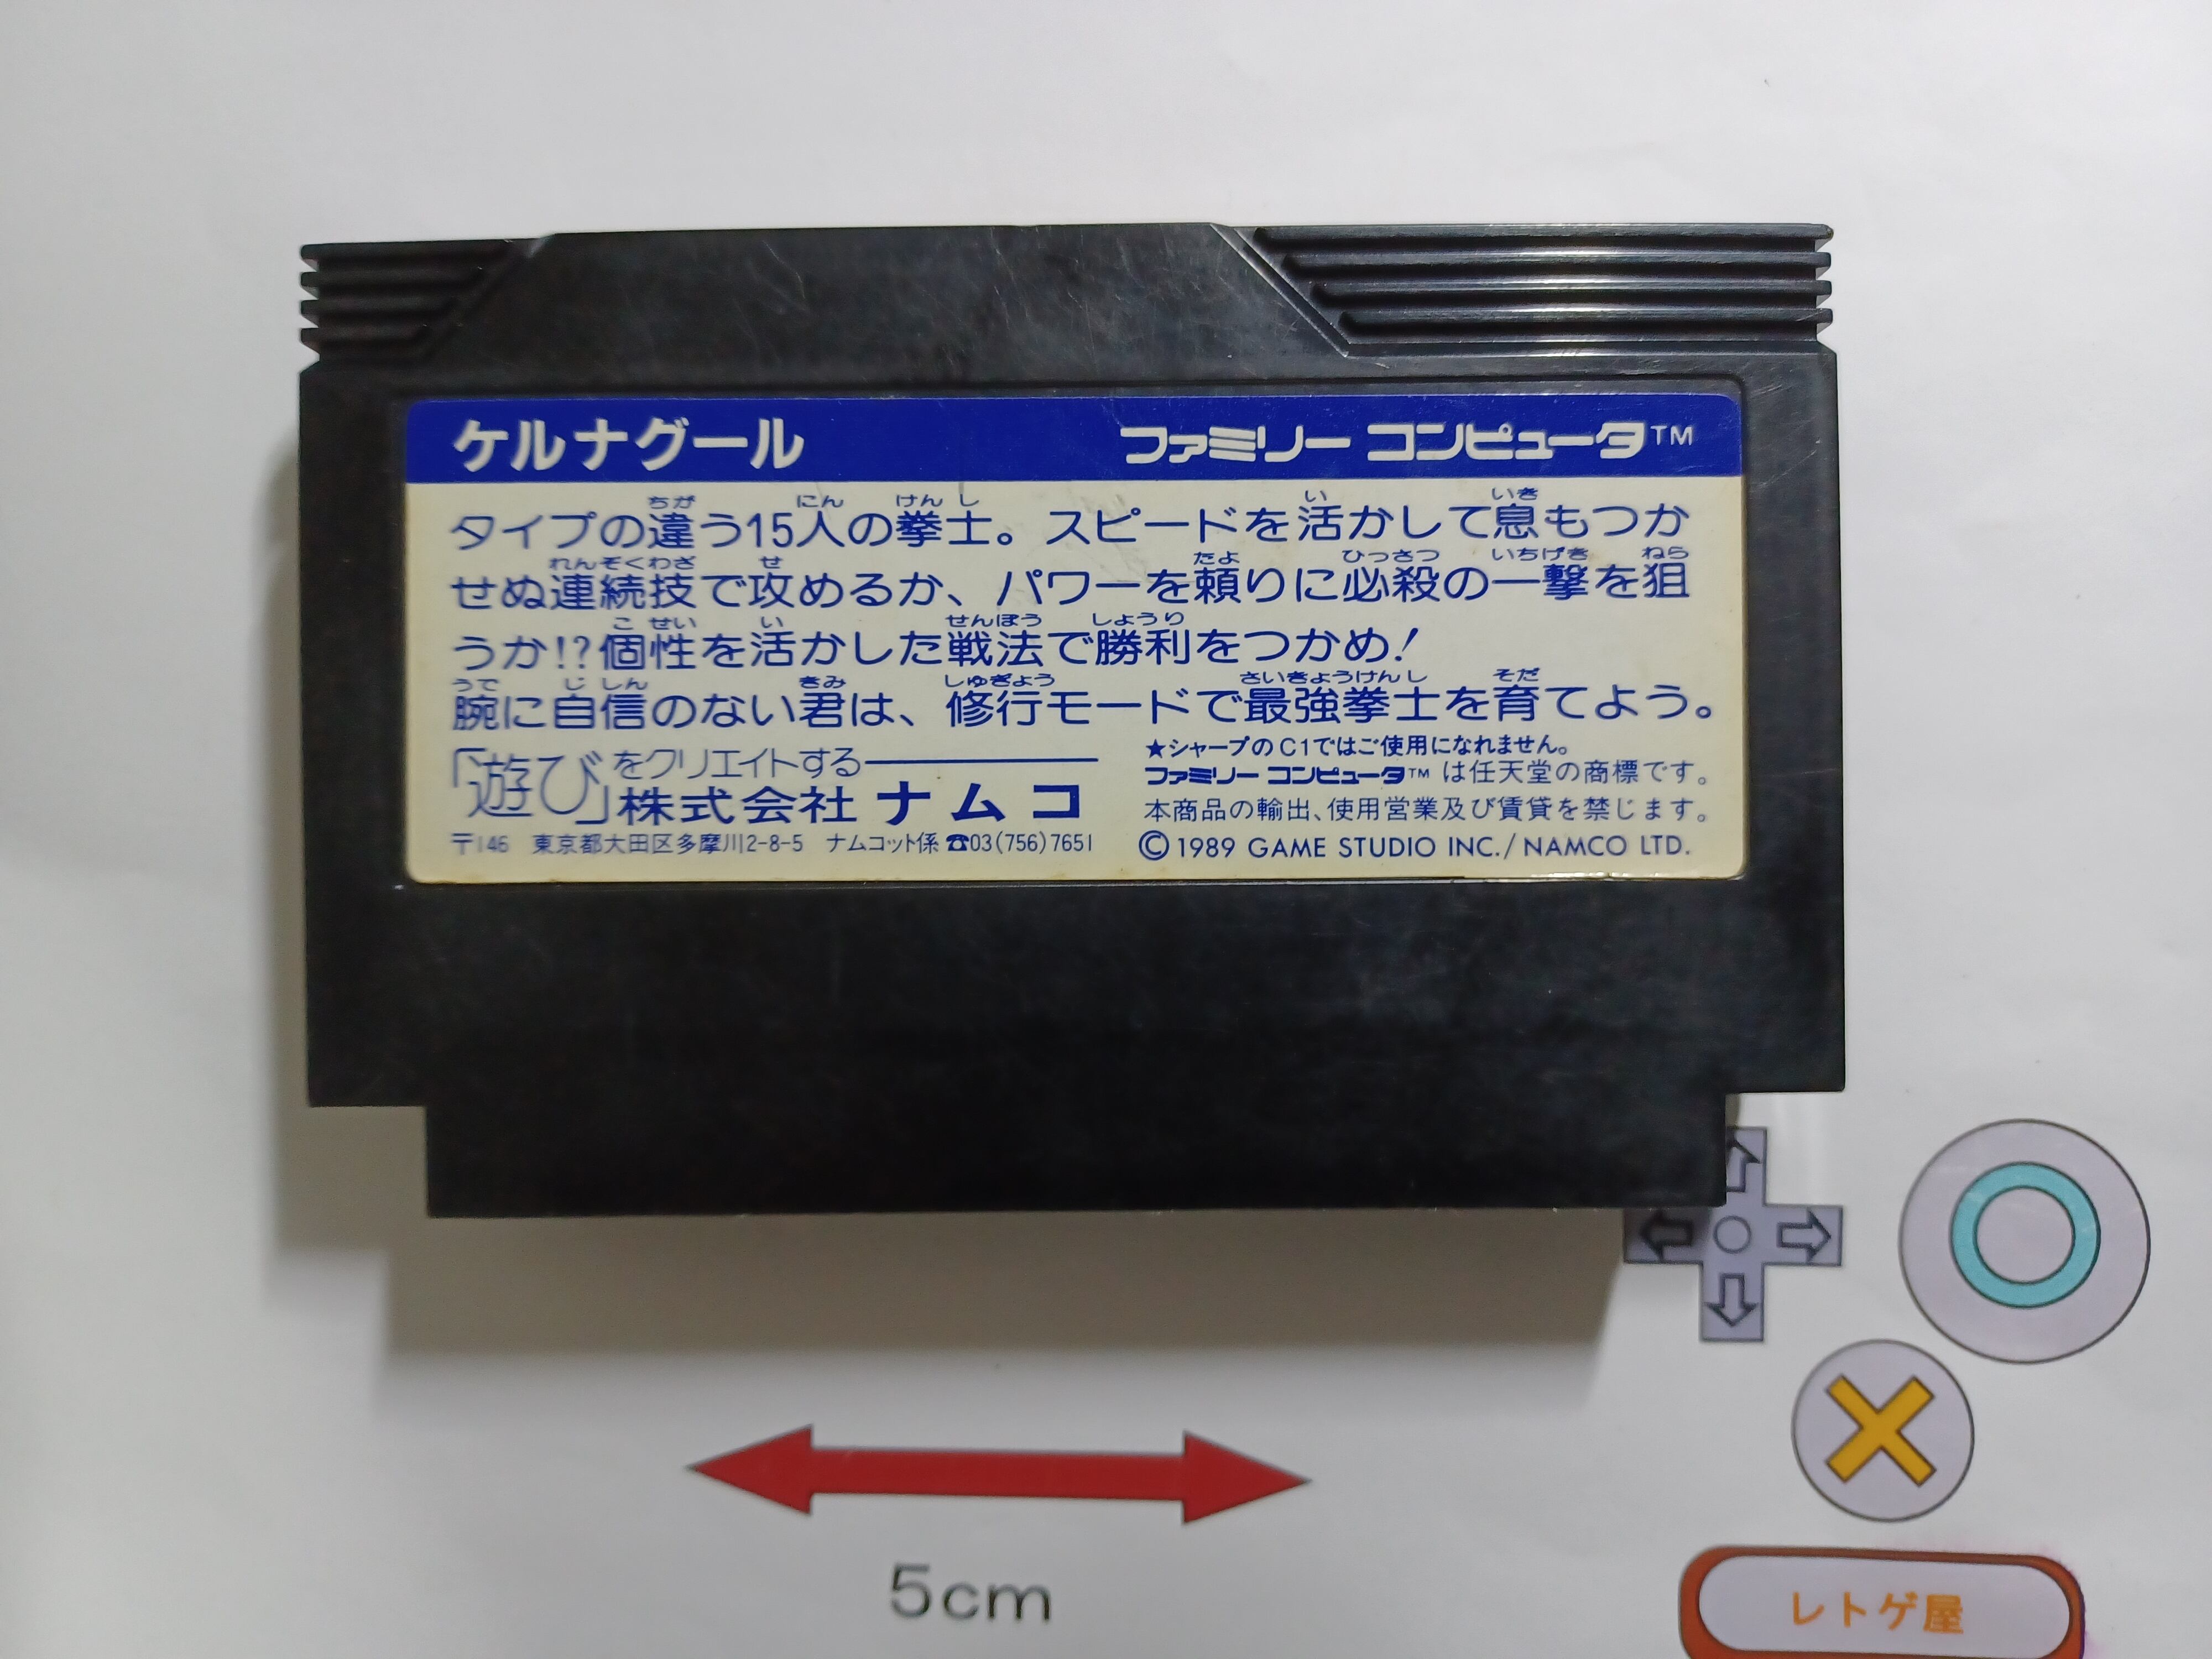 ケルナグール
ファミリー コンピュータ™
タイプの違う15人の拳士。スピードを活かして息もつか
せぬ連続技で攻めるか、パワーを頼りに必殺の一撃を狙
うか!?個性を活かした戦法で勝利をつかめ!
腕に自信のない君は、修行モードで最強拳士を育てよう。
「遊び」をクリエイトする
株式会社ナムコ
〒146 東京都大田区多摩川2-8-5 ナムコット係 ☎03(756)7651
★シャープのC1ではご使用になれません。
ファミリー コンピュータ™ は任天堂の商標です。
本商品の輸出、使用営業及び賃貸を禁じます。
©1989 GAME STUDIO INC./NAMCO LTD.
5cm
レトゲ屋